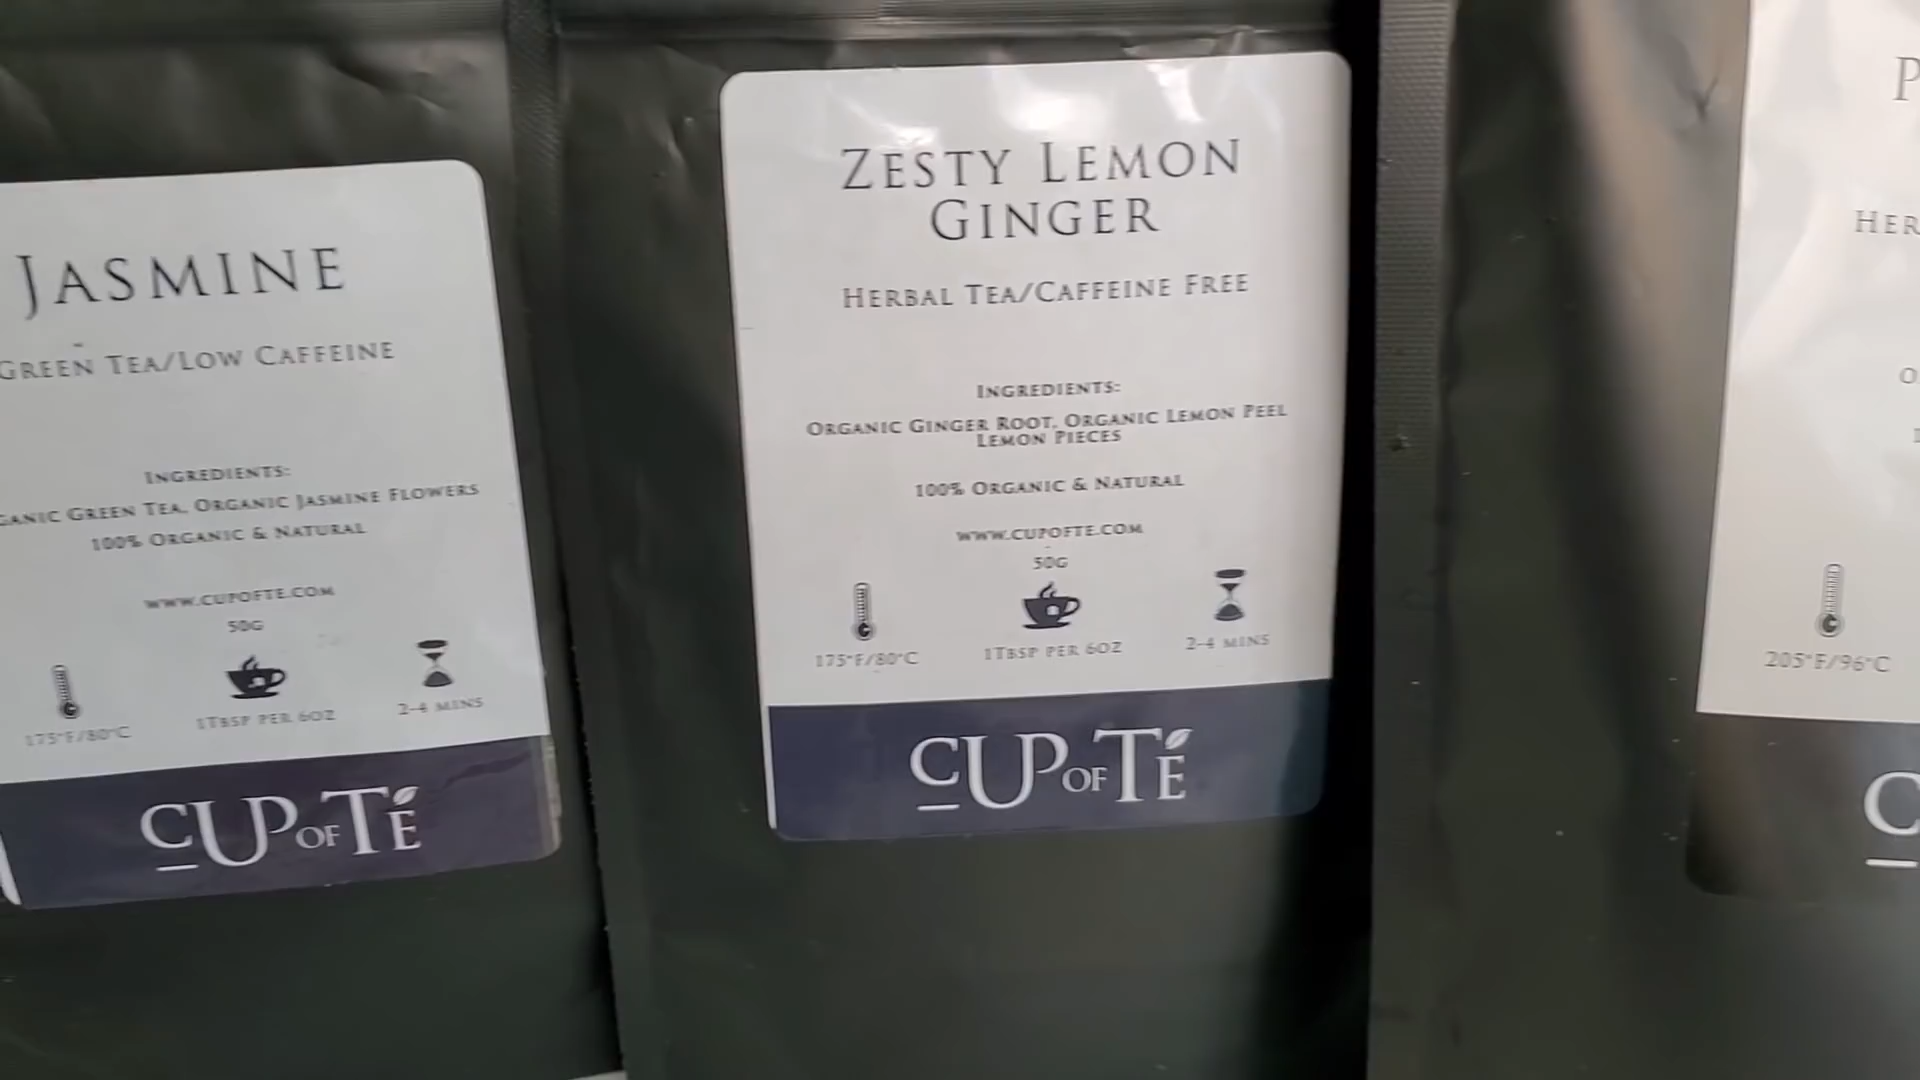 JASMINE
GREEN TEA/LOW CAFFEINE
INGREDIENTS:
GREEN TEA, ORGANIC JASMINE FLOWERS
100% ORGANIC & NATURAL
WWW.CUPOFTE.COM
50G
175°F/80°C
1TBSP PER 6OZ
2-4 MINS
CUP OF TÉ
ZESTY LEMON
GINGER
HERBAL TEA/CAFFEINE FREE
INGREDIENTS:
ORGANIC GINGER ROOT, ORGANIC LEMON PEEL
LEMON PIECES
100% ORGANIC & NATURAL
WWW.CUPOFTE.COM
50G
175°F/80°C
1TBSP PER 6OZ
2-4 MINS
CUP OF TÉ
205°F/96°C